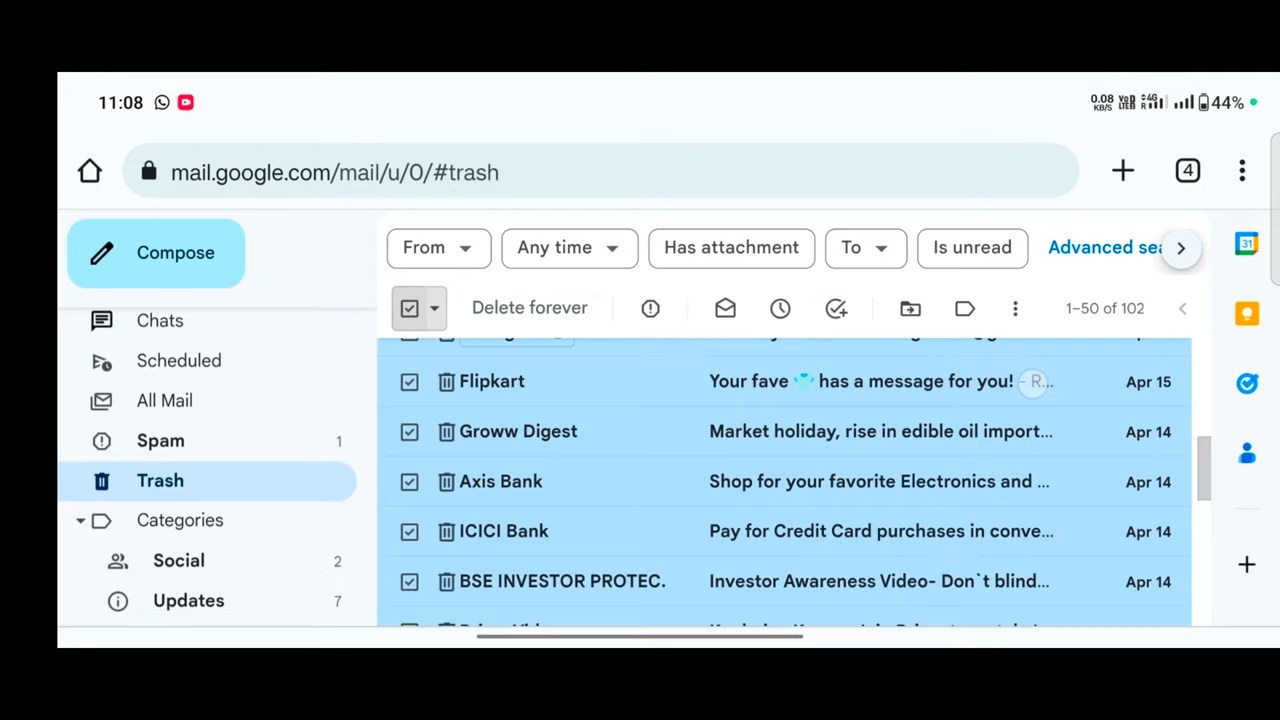 11:08 0.08 KB/S VoD LTED 4G R 44%
mail.google.com/mail/u/0/#trash 4
Compose
From Any time Has attachment To Is unread Advanced sea
Delete forever 1–50 of 102
Chats
Scheduled
All Mail
Spam 1
Trash
Categories
Social 2
Updates 7
Flipkart Your fave has a message for you! - R... Apr 15
Groww Digest Market holiday, rise in edible oil import... Apr 14
Axis Bank Shop for your favorite Electronics and ... Apr 14
ICICI Bank Pay for Credit Card purchases in conve... Apr 14
BSE INVESTOR PROTEC. Investor Awareness Video- Don`t blind... Apr 14
31